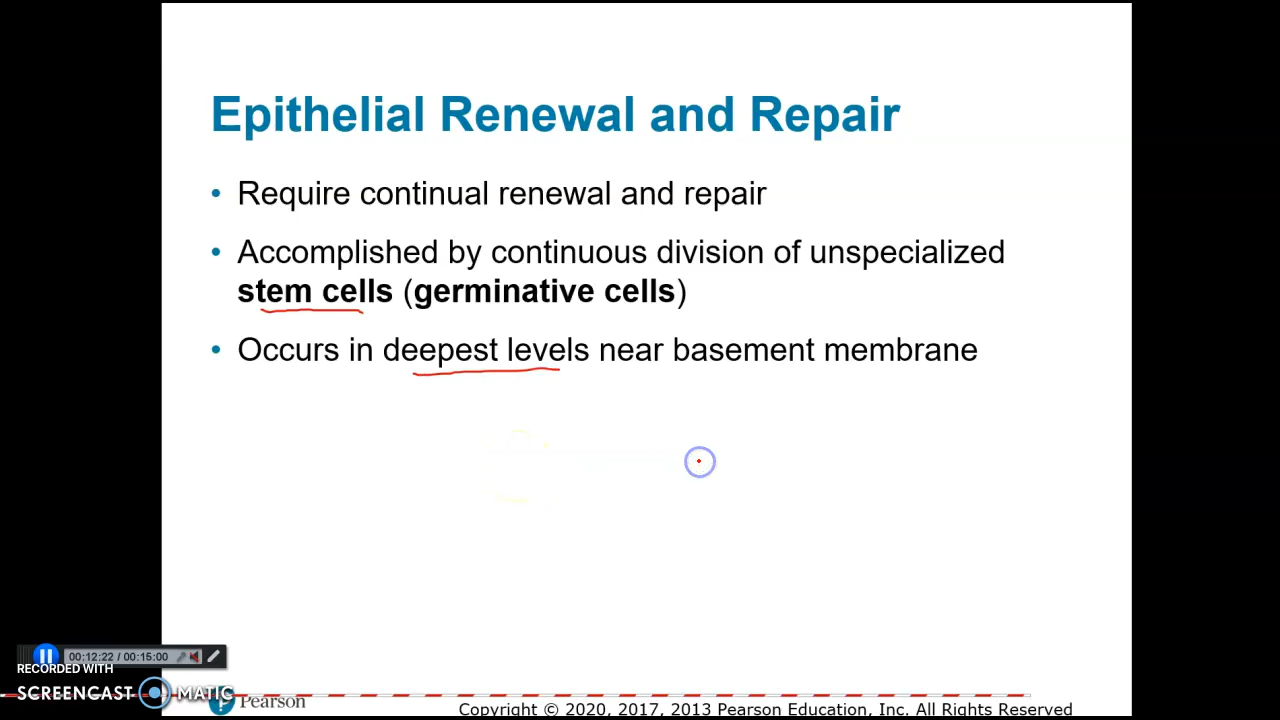 Epithelial Renewal and Repair
• Require continual renewal and repair
• Accomplished by continuous division of unspecialized
stem cells (germinative cells)
• Occurs in deepest levels near basement membrane
00:12:22 / 00:15:00
RECORDED WITH
SCREENCAST MATIC
Pearson
Copyright © 2020, 2017, 2013 Pearson Education, Inc. All Rights Reserved